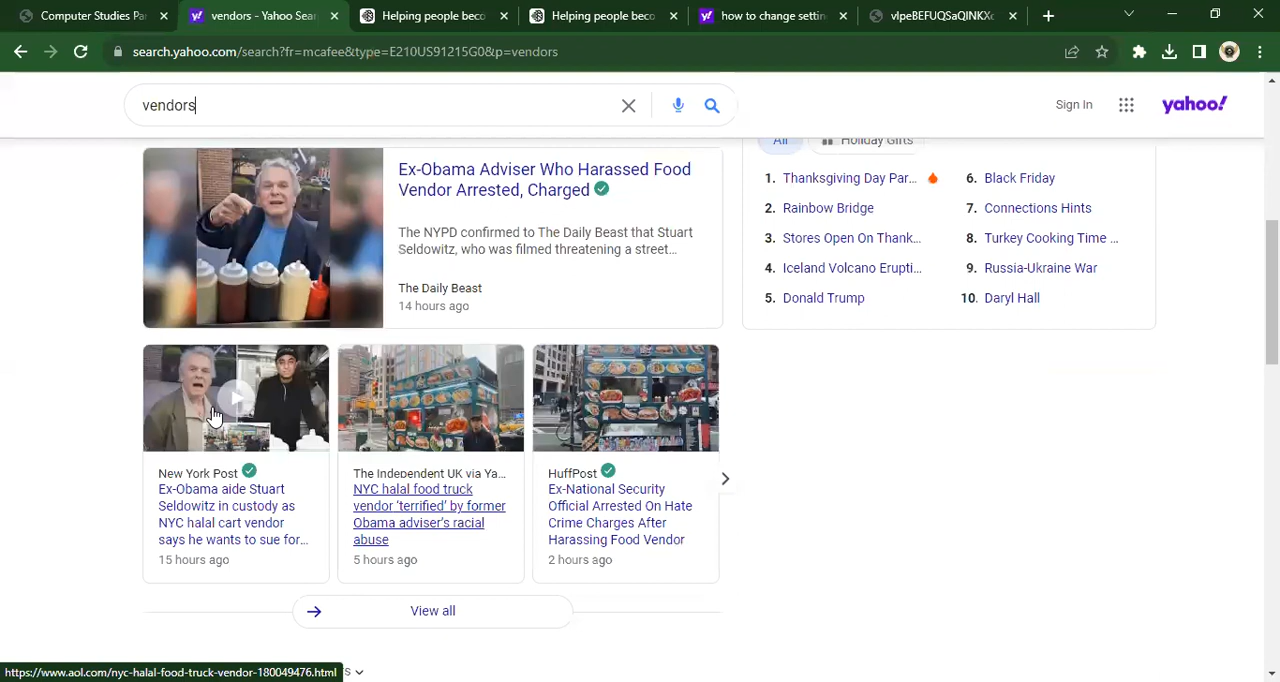 Computer Studies Pa
vendors - Yahoo Sear
Helping people beco
Helping people beco
how to change settin
vlpeBEFUQSaQINKX
search.yahoo.com/search?fr=mcafee&type=E210US91215G0&p=vendors
vendors
Sign In
yahoo!
Ex-Obama Adviser Who Harassed Food
Vendor Arrested, Charged
The NYPD confirmed to The Daily Beast that Stuart
Seldowitz, who was filmed threatening a street...
The Daily Beast
14 hours ago
All
Holiday Gifts
1. Thanksgiving Day Par...
2. Rainbow Bridge
3. Stores Open On Thank...
4. Iceland Volcano Erupti...
5. Donald Trump
6. Black Friday
7. Connections Hints
8. Turkey Cooking Time ...
9. Russia-Ukraine War
10. Daryl Hall
New York Post
Ex-Obama aide Stuart
Seldowitz in custody as
NYC halal cart vendor
says he wants to sue for...
15 hours ago
The Independent UK via Ya...
NYC halal food truck
vendor ‘terrified’ by former
Obama adviser's racial
abuse
5 hours ago
HuffPost
Ex-National Security
Official Arrested On Hate
Crime Charges After
Harassing Food Vendor
2 hours ago
View all
https://www.aol.com/nyc-halal-food-truck-vendor-180049476.html